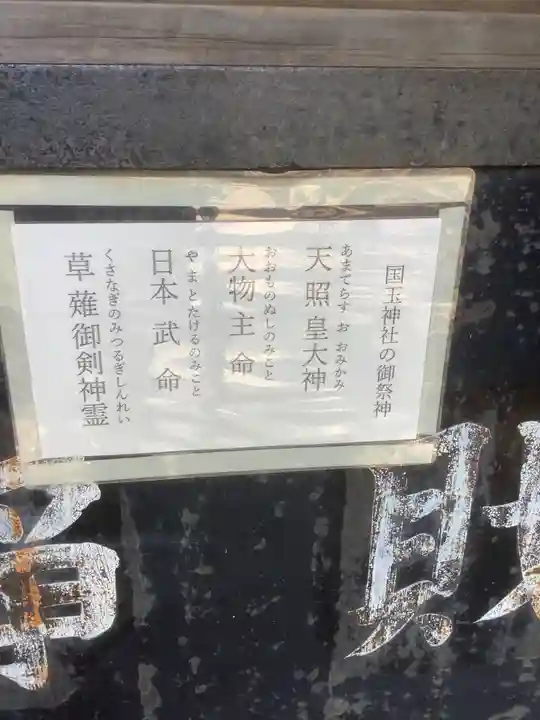 国玉神社の御祭神
あまてらす お おみかみ
天照皇大神
おおものぬしのみこと
大物主命
や ま とたけるのみこと
日本 武 命
くさなぎのみつるぎしんれい
草薙御剣神霊
財